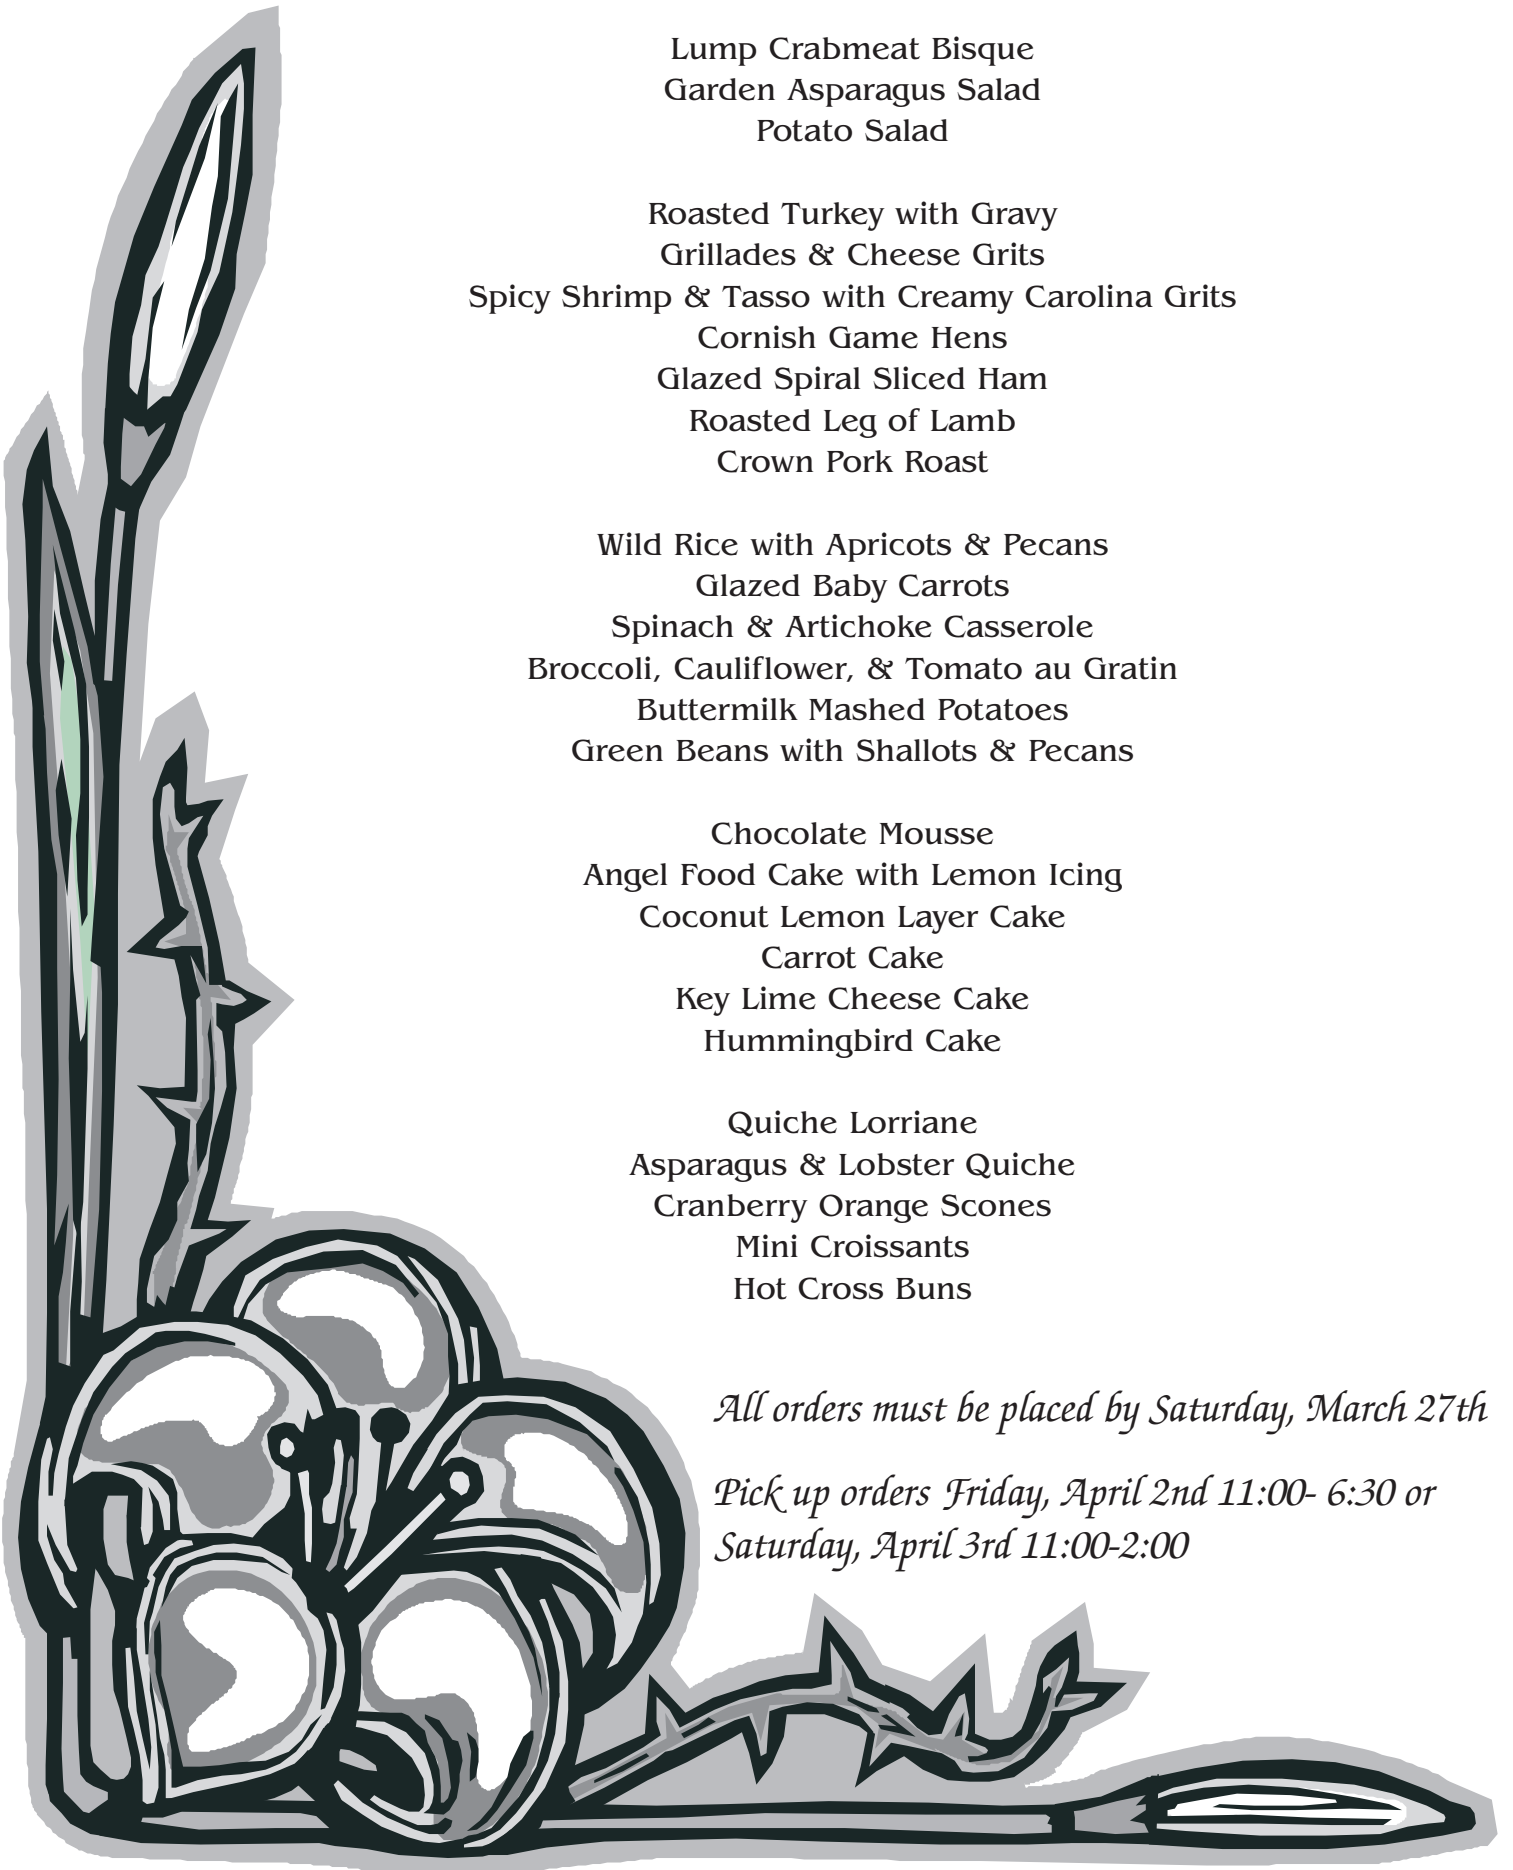 Lump Crabmeat Bisque
Garden Asparagus Salad
Potato Salad
Roasted Turkey with Gravy
Grillades & Cheese Grits
Spicy Shrimp & Tasso with Creamy Carolina Grits
Cornish Game Hens
Glazed Spiral Sliced Ham
Roasted Leg of Lamb
Crown Pork Roast
Wild Rice with Apricots & Pecans
Glazed Baby Carrots
Spinach & Artichoke Casserole
Broccoli, Cauliflower, & Tomato au Gratin
Buttermilk Mashed Potatoes
Green Beans with Shallots & Pecans
Chocolate Mousse
Angel Food Cake with Lemon Icing
Coconut Lemon Layer Cake
Carrot Cake
Key Lime Cheese Cake
Hummingbird Cake
Quiche Lorriane
Asparagus & Lobster Quiche
Cranberry Orange Scones
Mini Croissants
Hot Cross Buns
All orders must be placed by Saturday, March 27th
Pick up orders Friday, April 2nd 11:00- 6:30 or
Saturday, April 3rd 11:00-2:00